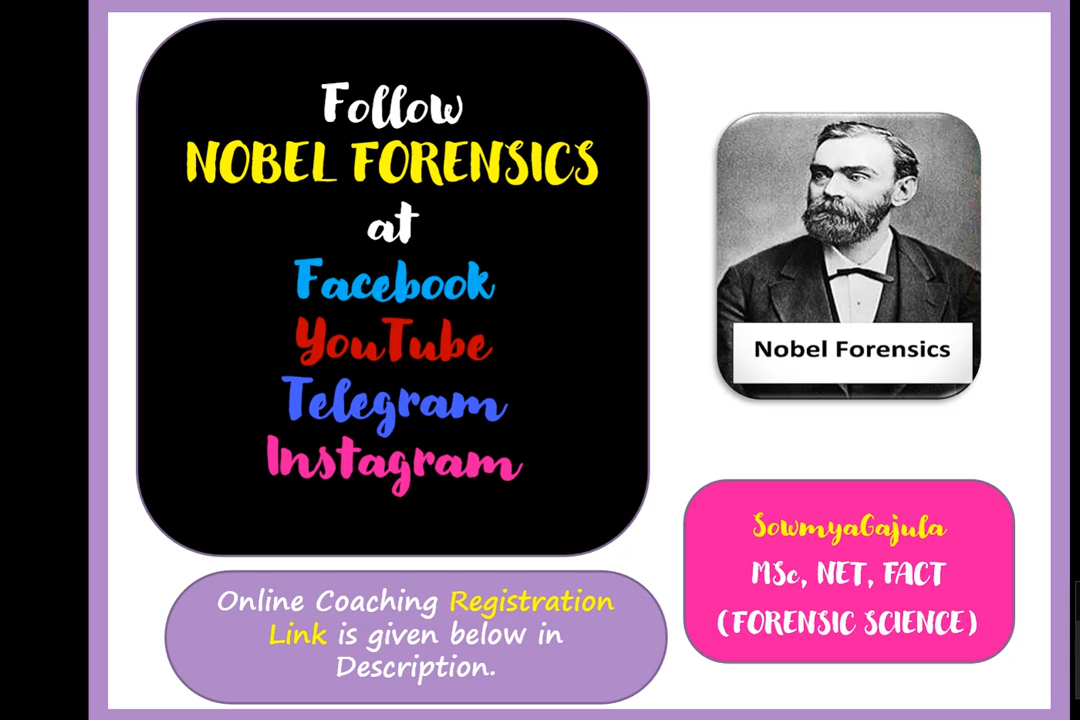 Follow
NOBEL FORENSICS
at
Facebook
YouTube
Telegram
Instagram
Nobel Forensics
SowmyaGajula
MSc, NET, FACT
(FORENSIC SCIENCE)
Online Coaching Registration
Link is given below in
Description.